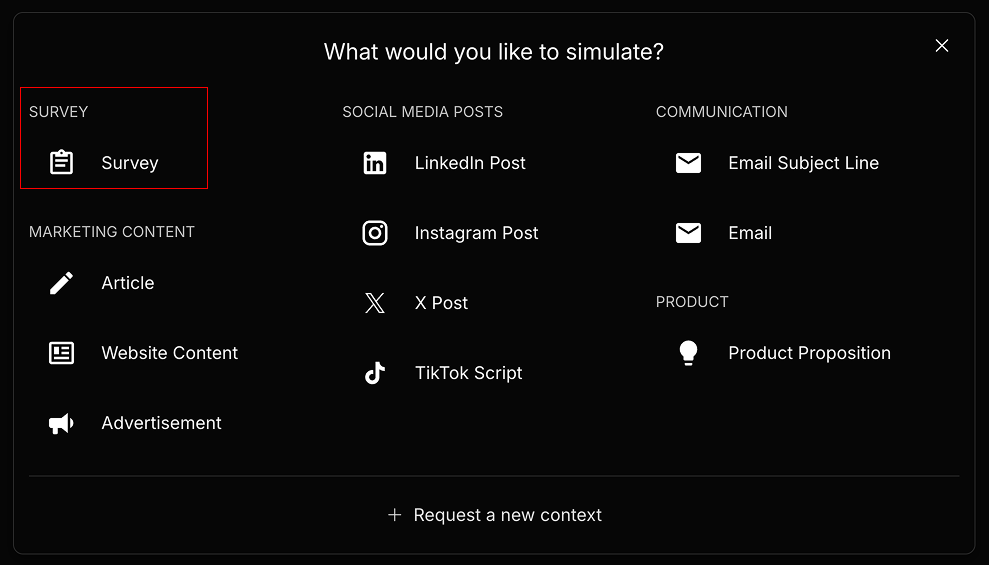 What would you like to simulate?
SURVEY
Survey
MARKETING CONTENT
Article
Website Content
Advertisement
SOCIAL MEDIA POSTS
LinkedIn Post
Instagram Post
X Post
TikTok Script
COMMUNICATION
Email Subject Line
Email
PRODUCT
Product Proposition
+ Request a new context